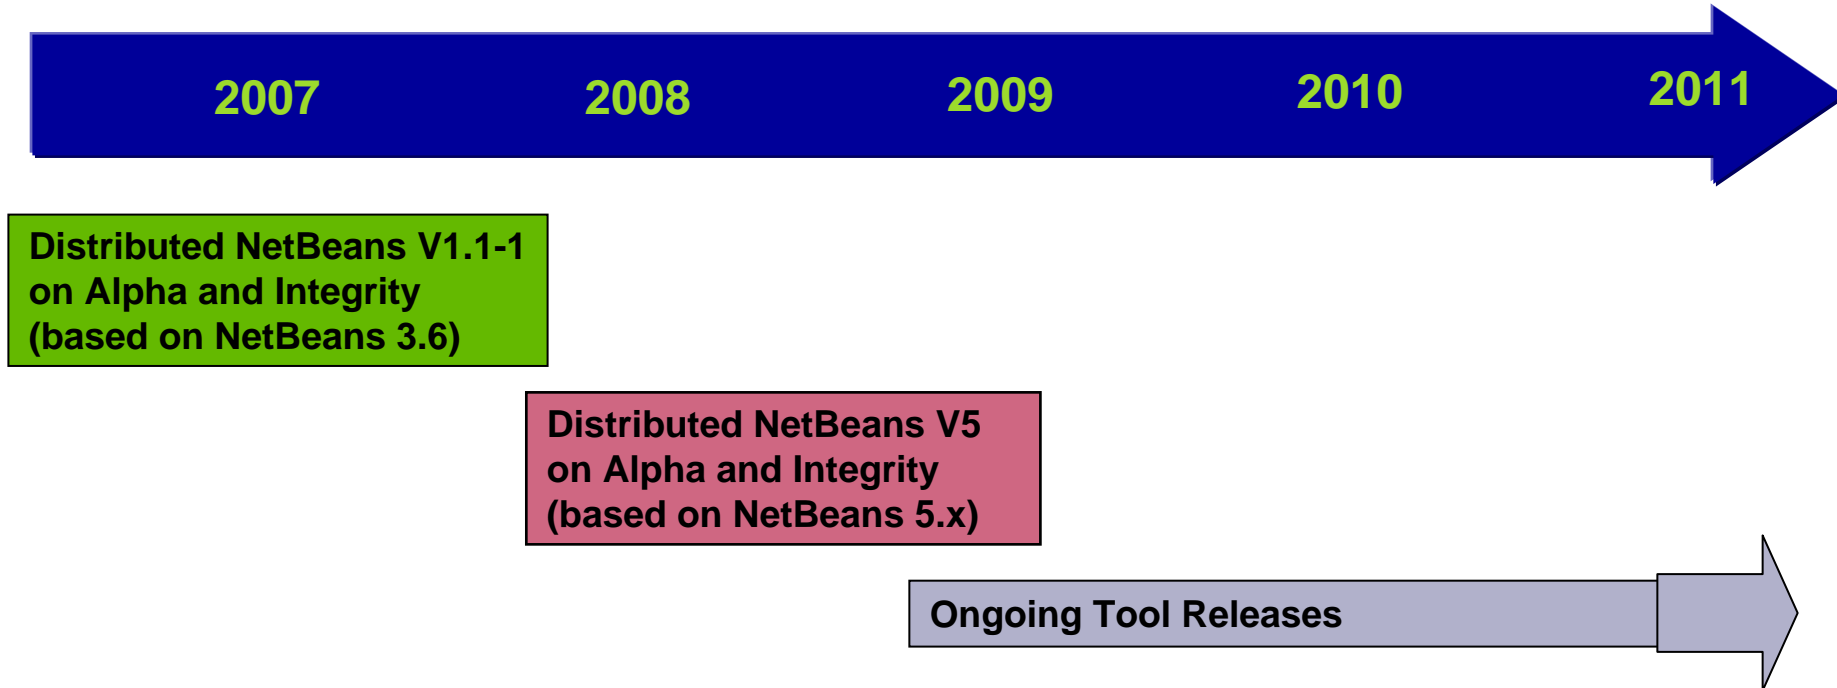 2007 2008 2009 2010 2011
Distributed NetBeans V1.1-1
on Alpha and Integrity
(based on NetBeans 3.6)
Distributed NetBeans V5
on Alpha and Integrity
(based on NetBeans 5.x)
Ongoing Tool Releases